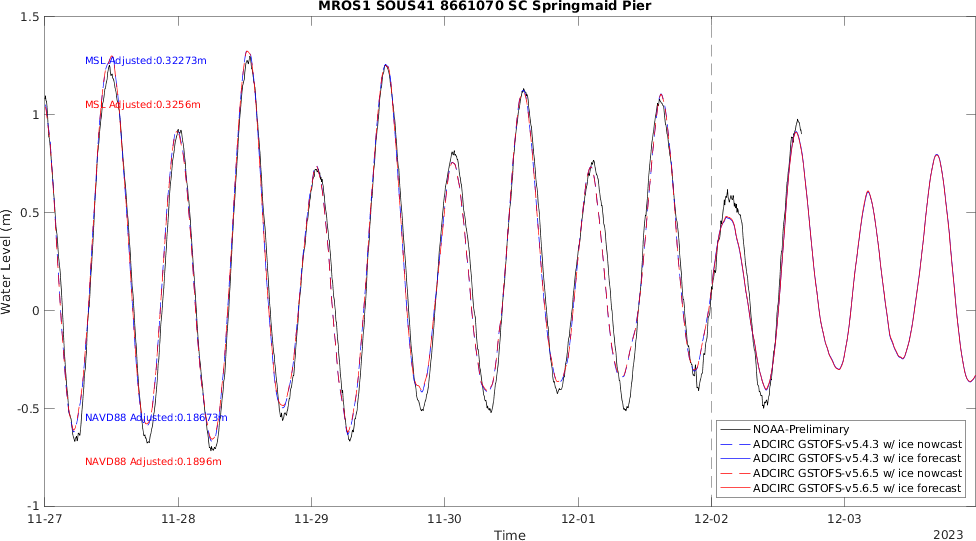 MROS1 SOUS41 8661070 SC Springmaid Pier
1.5
1
0.5
0
-0.5
-1
Water Level (m)
MSL Adjusted:0.32273m
MSL Adjusted:0.3256m
NAVD88 Adjusted:0.18673m
NAVD88 Adjusted:0.1896m
NOAA-Preliminary
ADCIRC GSTOFS-v5.4.3 w/ ice nowcast
ADCIRC GSTOFS-v5.4.3 w/ ice forecast
ADCIRC GSTOFS-v5.6.5 w/ ice nowcast
ADCIRC GSTOFS-v5.6.5 w/ ice forecast
11-27 11-28 11-29 11-30 12-01 12-02 12-03
Time
2023